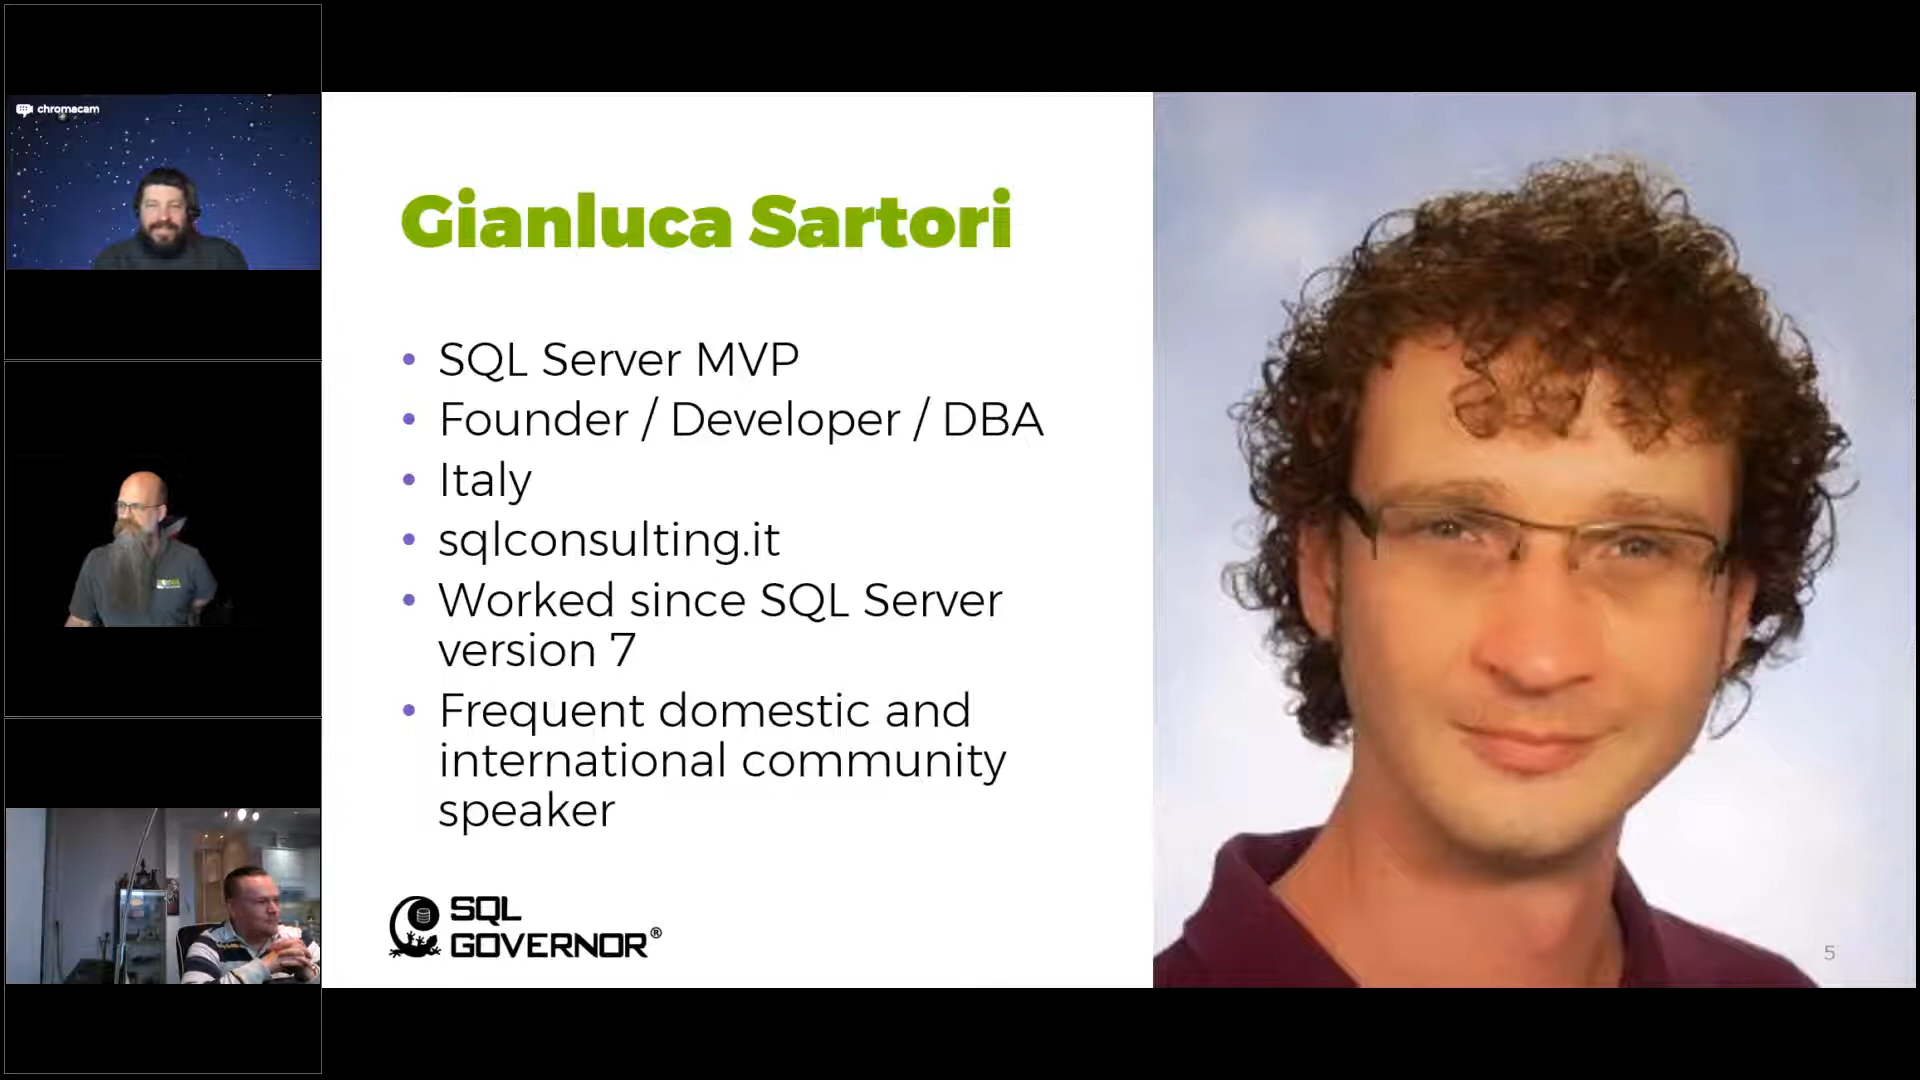 chromacam
Gianluca Sartori
• SQL Server MVP
• Founder / Developer / DBA
• Italy
• sqlconsulting.it
• Worked since SQL Server
version 7
• Frequent domestic and
international community
speaker
SQL
GOVERNOR®
5